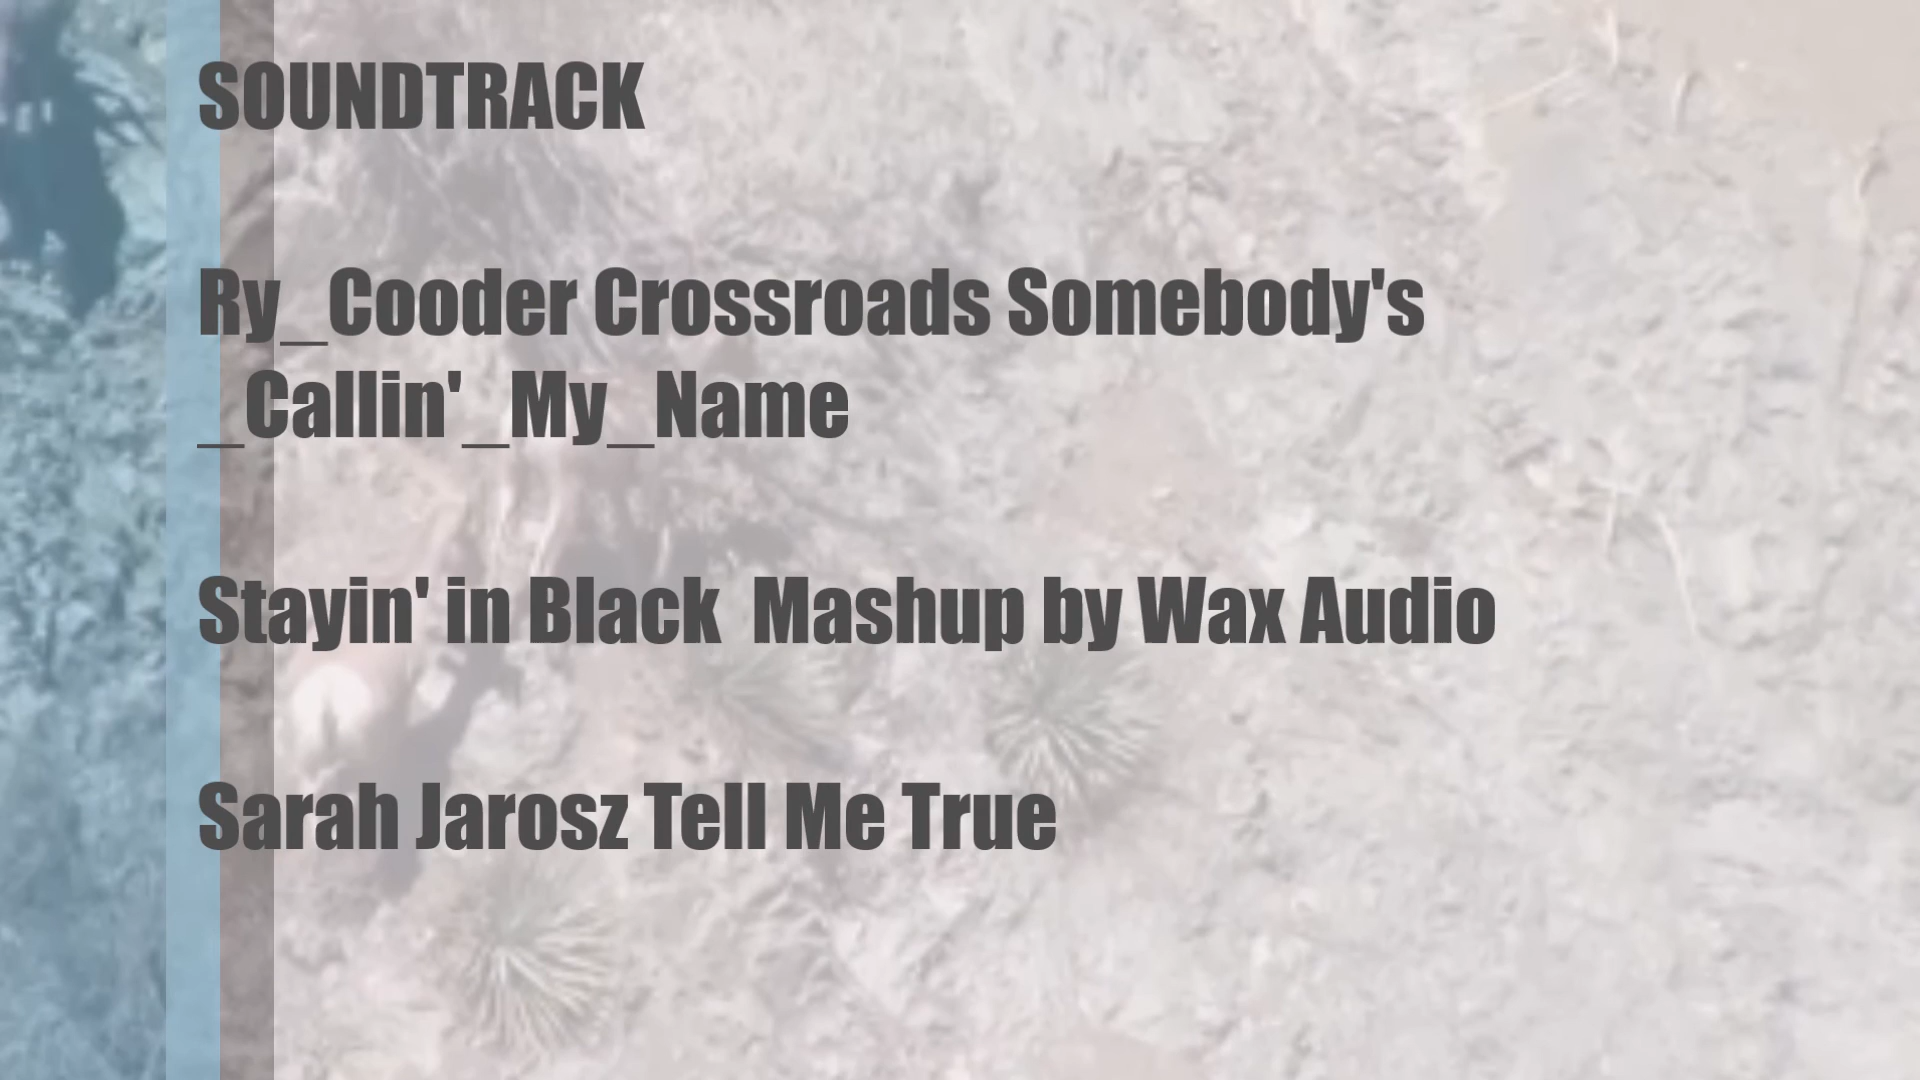 SOUNDTRACK
Ry_Cooder Crossroads Somebody's
_Callin'_My_Name
Stayin' in Black  Mashup by Wax Audio
Sarah Jarosz Tell Me True